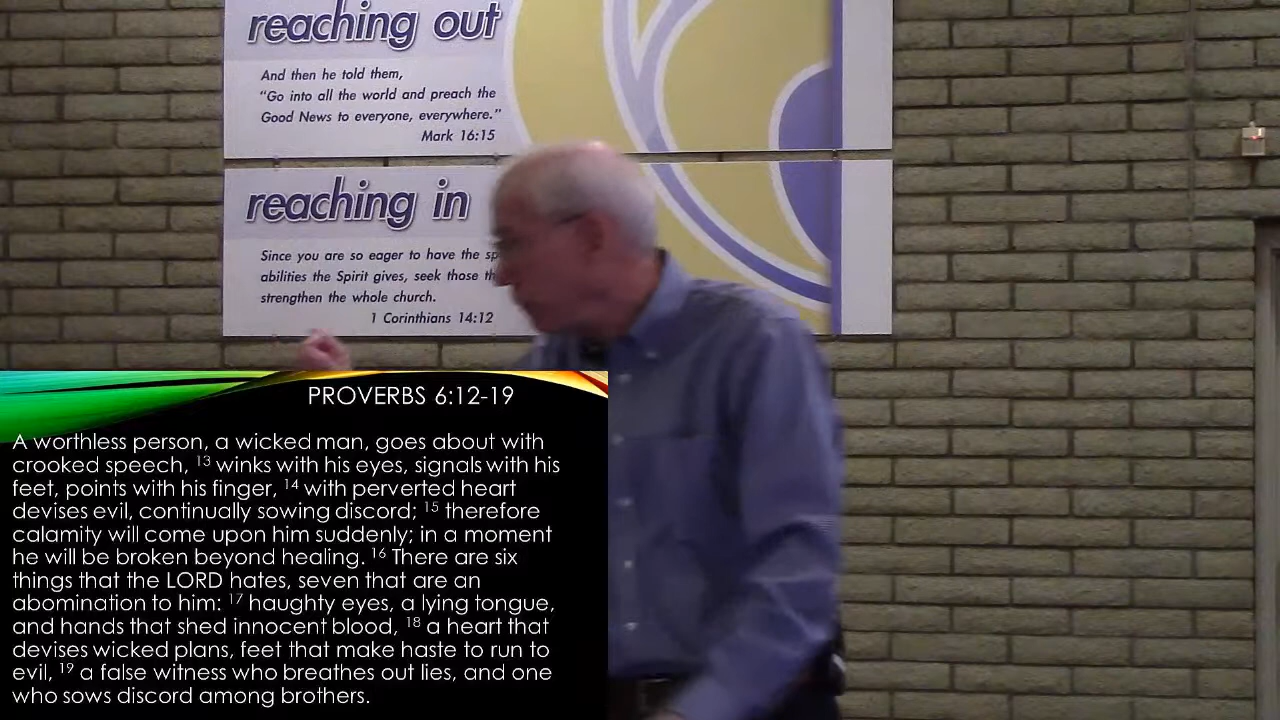 reaching out
And then he told them,
"Go into all the world and preach the
Good News to everyone, everywhere."
Mark 16:15
reaching in
Since you are so eager to have the
abilities the Spirit gives, seek those
strengthen the whole church.
1 Corinthians 14:12
PROVERBS 6:12-19
A worthless person, a wicked man, goes about with
crooked speech, 13 winks with his eyes, signals with his
feet, points with his finger, 14 with perverted heart
devises evil, continually sowing discord; 15 therefore
calamity will come upon him suddenly; in a moment
he will be broken beyond healing. 16 There are six
things that the LORD hates, seven that are an
abomination to him: 17 haughty eyes, a lying tongue,
and hands that shed innocent blood, 18 a heart that
devises wicked plans, feet that make haste to run to
evil, 19 a false witness who breathes out lies, and one
who sows discord among brothers.